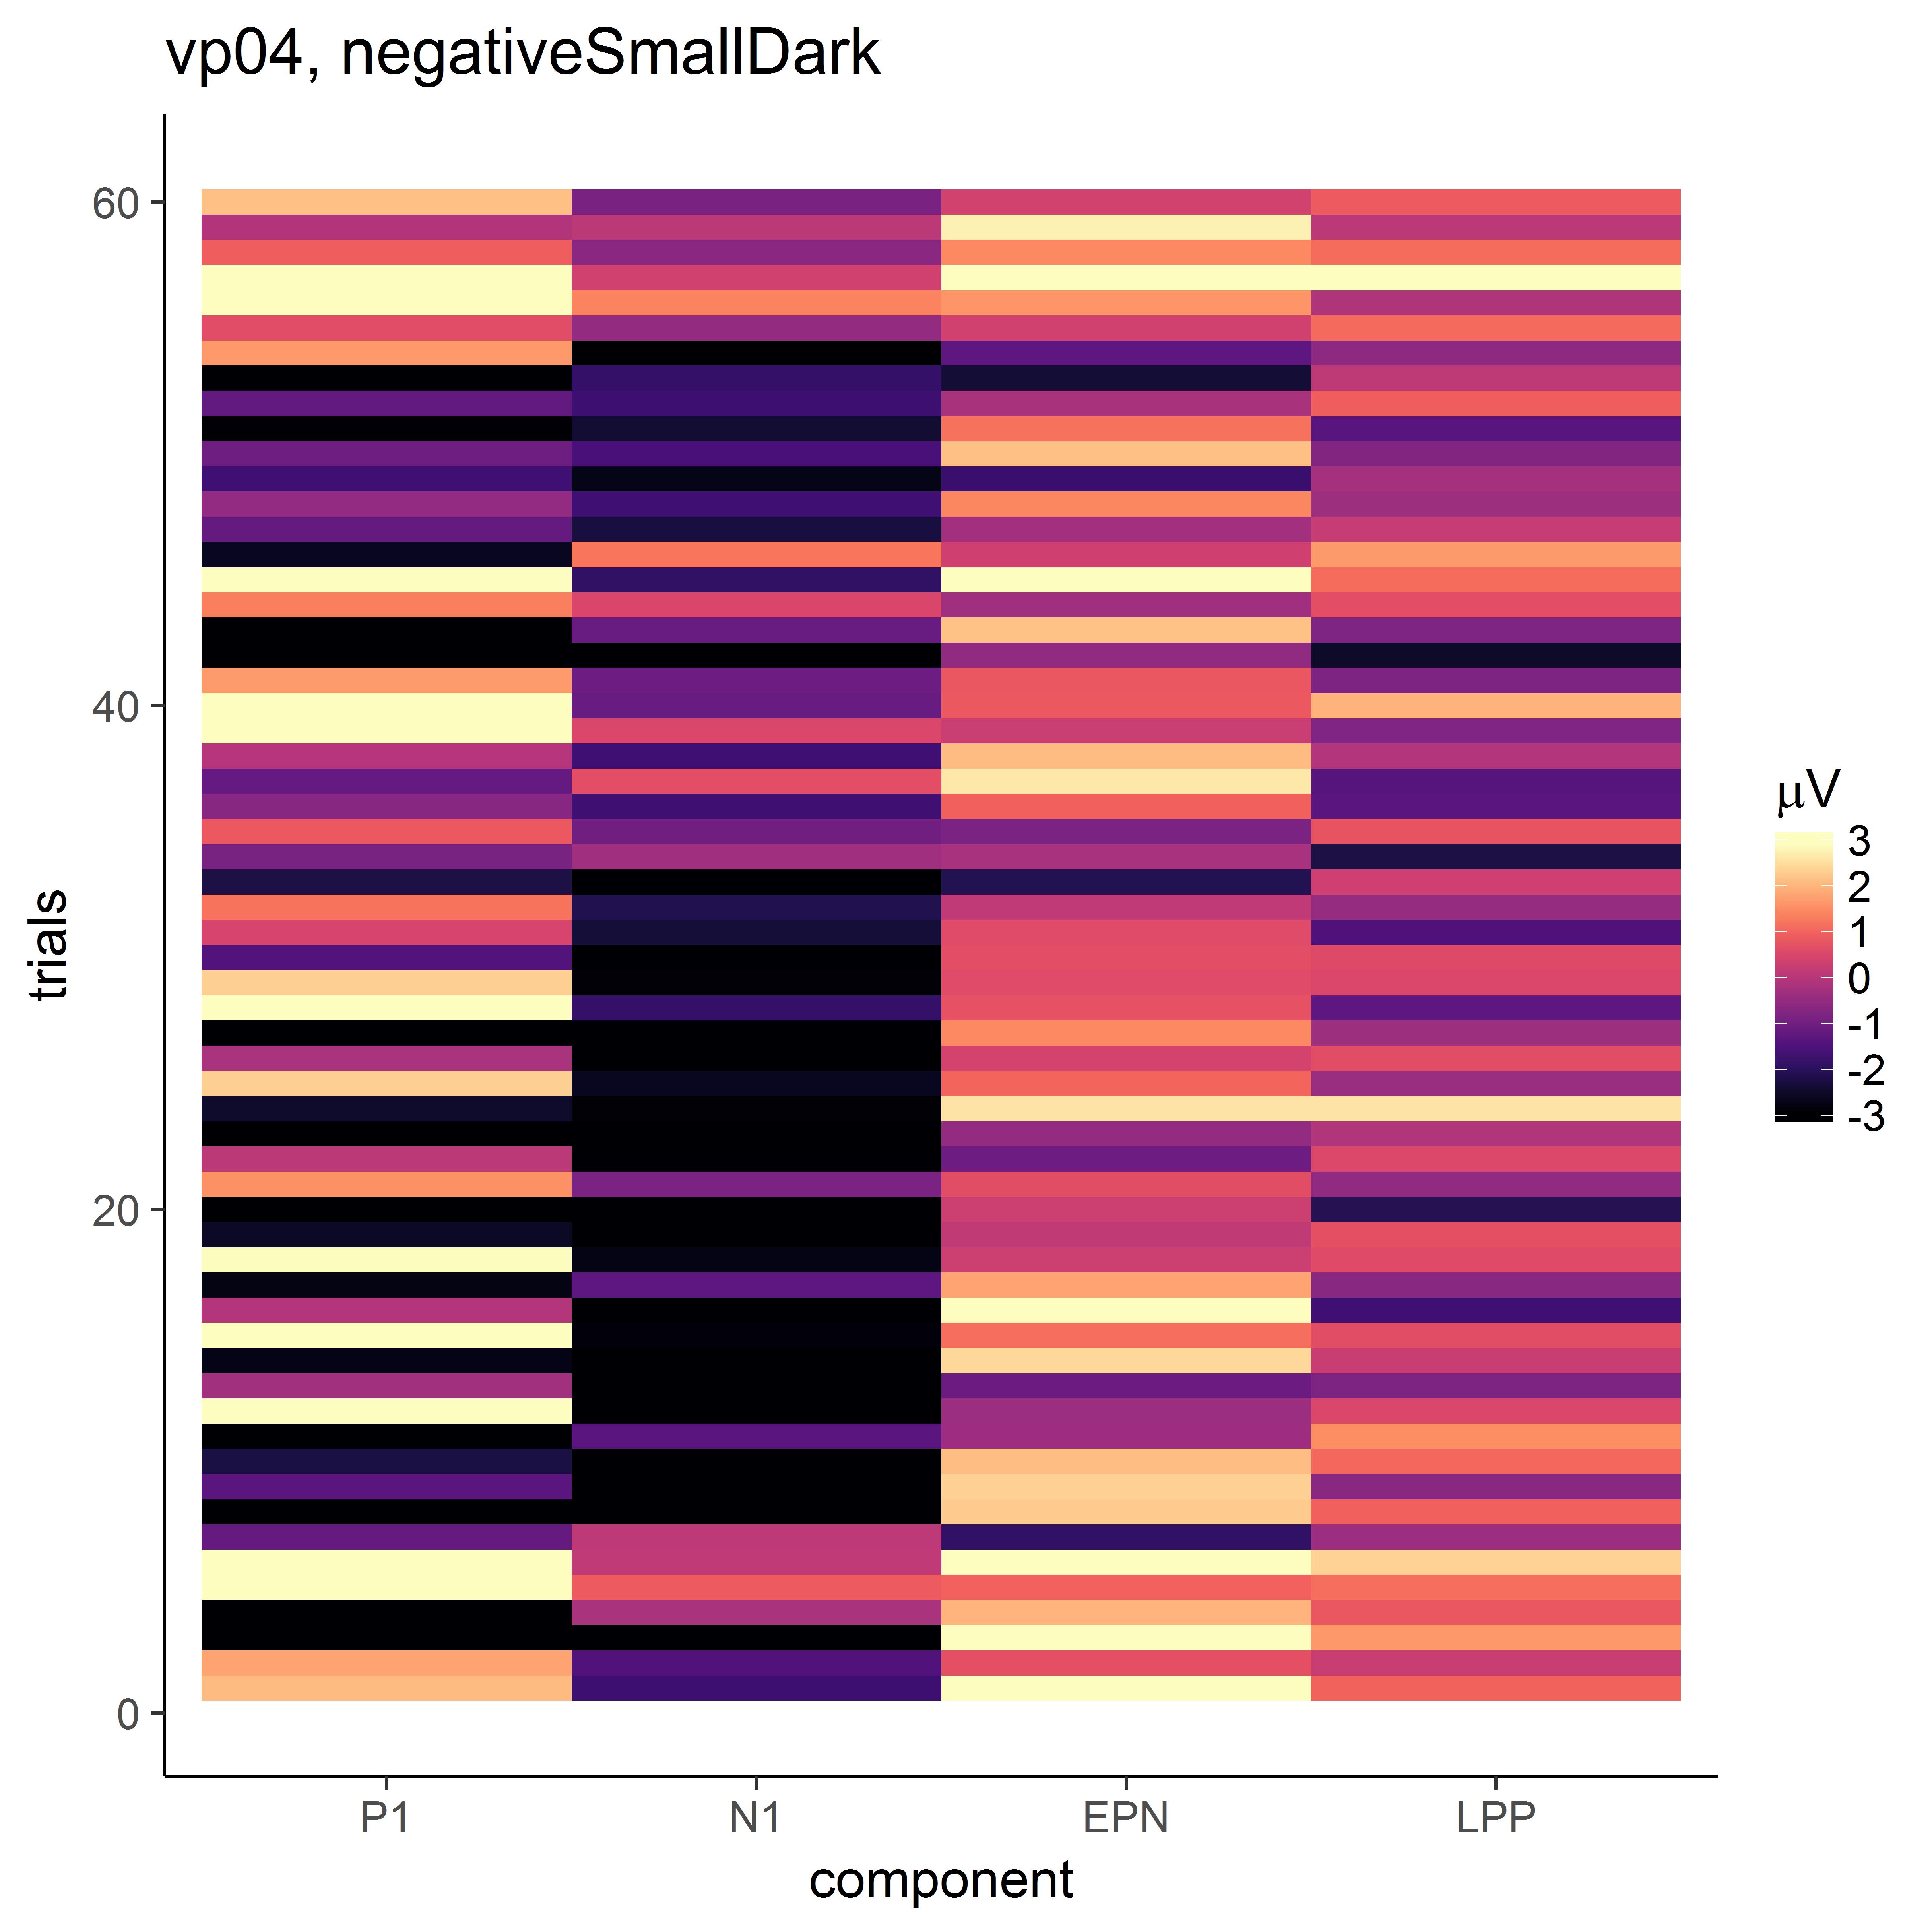 vp04, negativeSmallDark
60
40
20
0
trials
P1 N1 EPN LPP
component
μV
3
2
1
0
-1
-2
-3